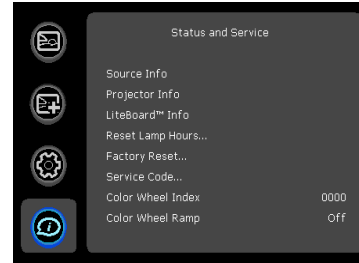 Status and Service
Source Info
Projector Info
LiteBoard™ Info
Reset Lamp Hours...
Factory Reset...
Service Code...
Color Wheel Index 0000
Color Wheel Ramp Off